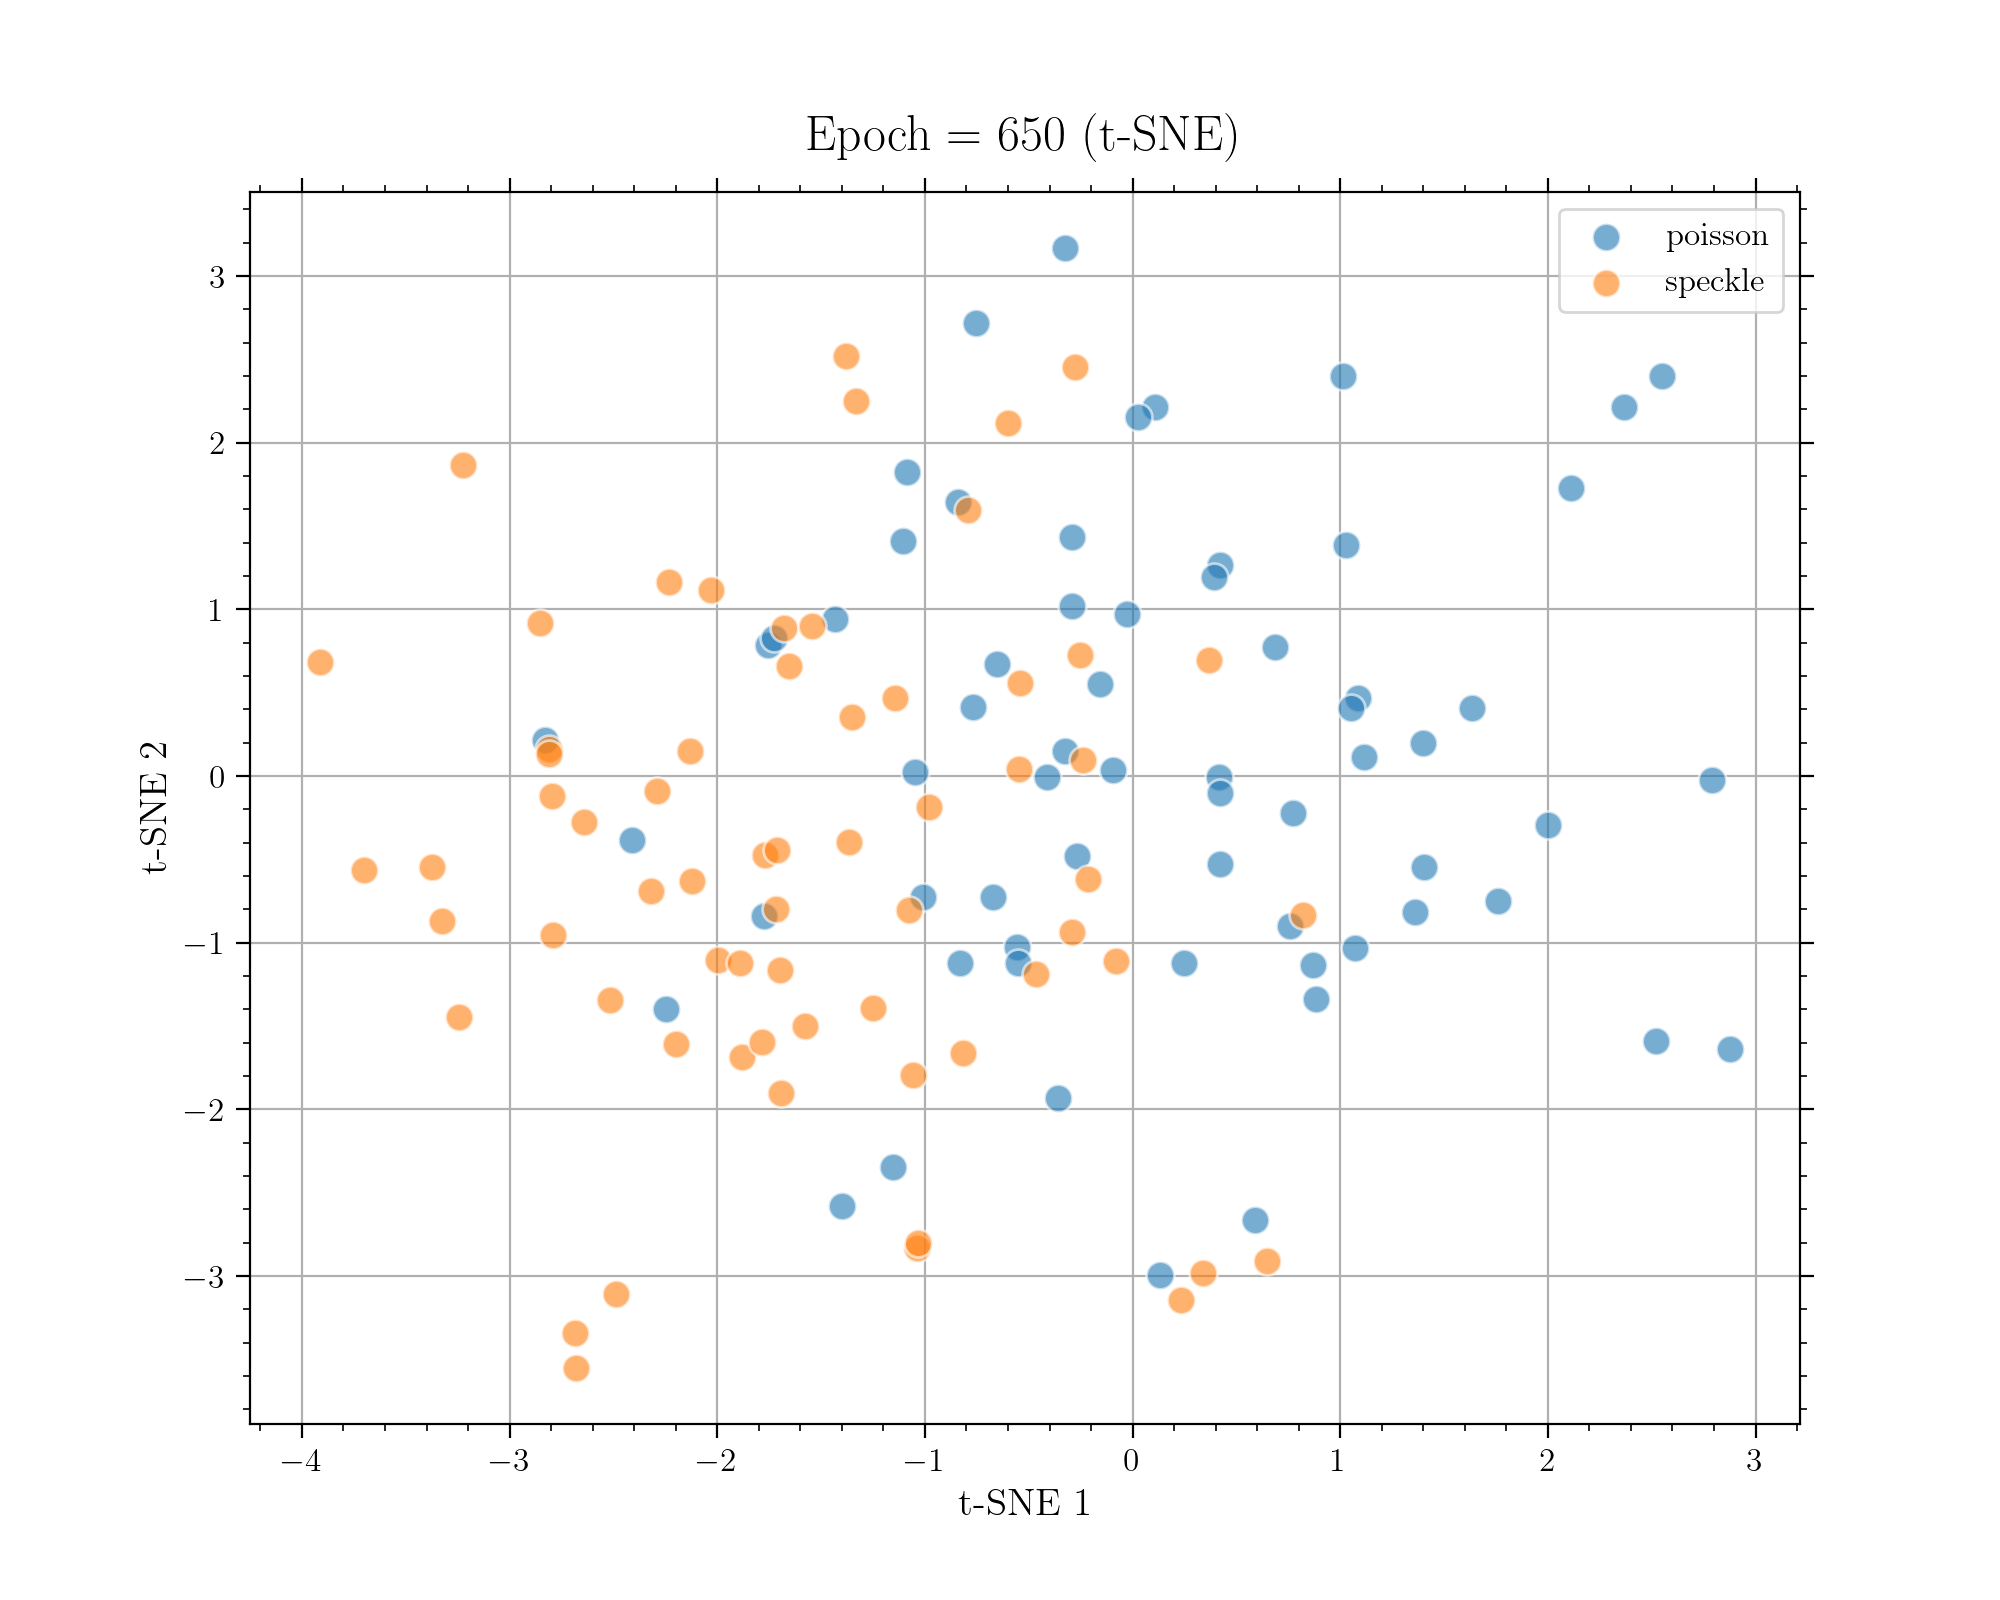 Epoch = 650 (t-SNE)
poisson
speckle
3
2
1
0
−1
−2
−3
t-SNE 2
−4 −3 −2 −1 0 1 2 3
t-SNE 1